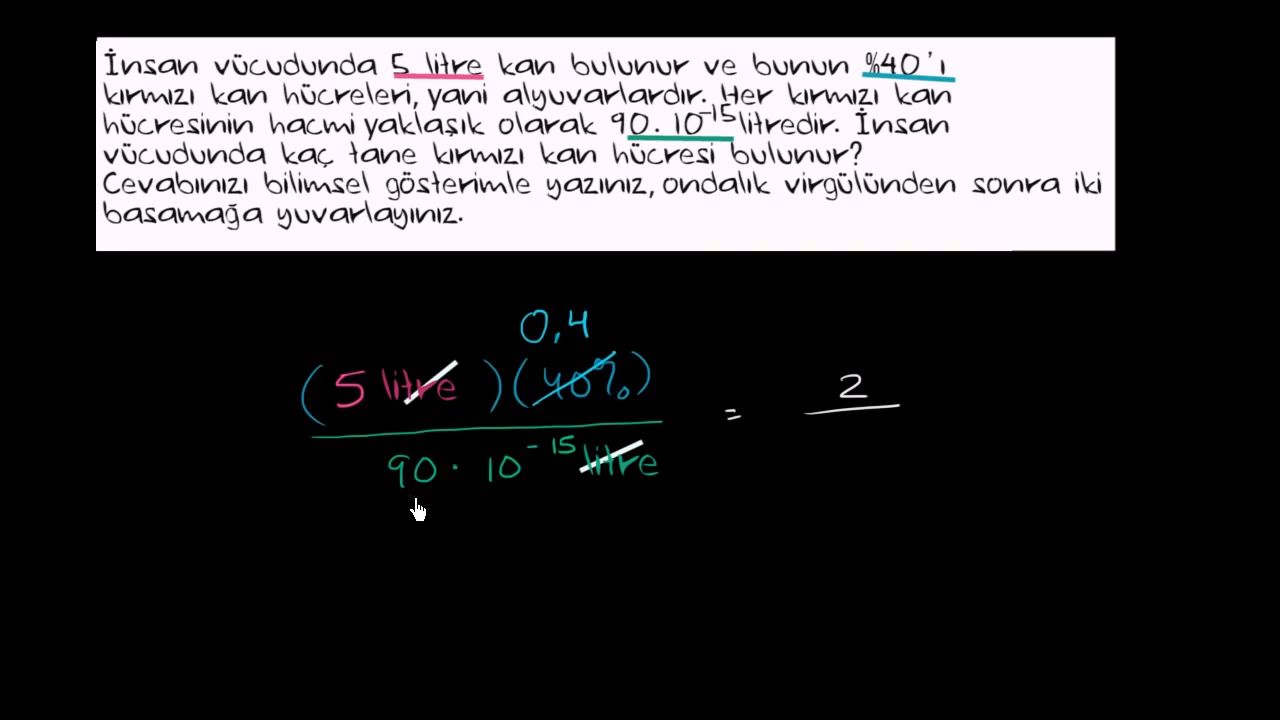 İnsan vücudunda 5 litre kan bulunur ve bunun %40'ı
kırmızı kan hücreleri, yani alyuvarlardır. Her kırmızı kan
hücresinin hacmi yaklaşık olarak 90. 10^-15 litredir. İnsan
vücudunda kaç tane kırmızı kan hücresi bulunur?
Cevabınızı bilimsel gösterimle yazınız, ondalık virgülünden sonra iki
basamağa yuvarlayınız.
0,4
(5 litre)(40%)
= 2
90 · 10^-15 litre